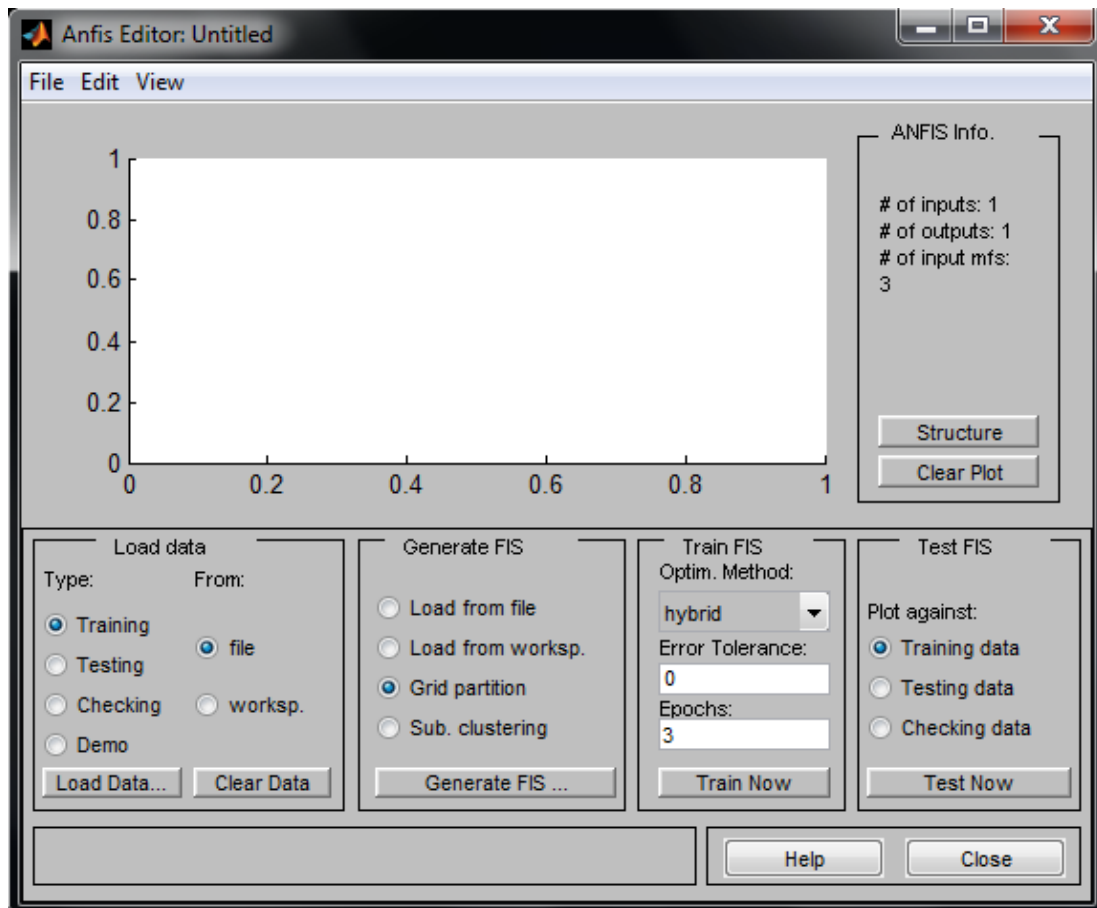 Anfis Editor: Untitled
File Edit View
1
0.8
0.6
0.4
0.2
0
0 0.2 0.4 0.6 0.8 1
ANFIS Info.
# of inputs: 1
# of outputs: 1
# of input mfs:
3
Structure
Clear Plot
Load data
Type: From:
Training
file
Testing
Checking
worksp.
Demo
Load Data... Clear Data
Generate FIS
Load from file
Load from worksp.
Grid partition
Sub. clustering
Generate FIS ...
Train FIS
Optim. Method:
hybrid
Error Tolerance:
0
Epochs:
3
Train Now
Test FIS
Plot against:
Training data
Testing data
Checking data
Test Now
Help Close